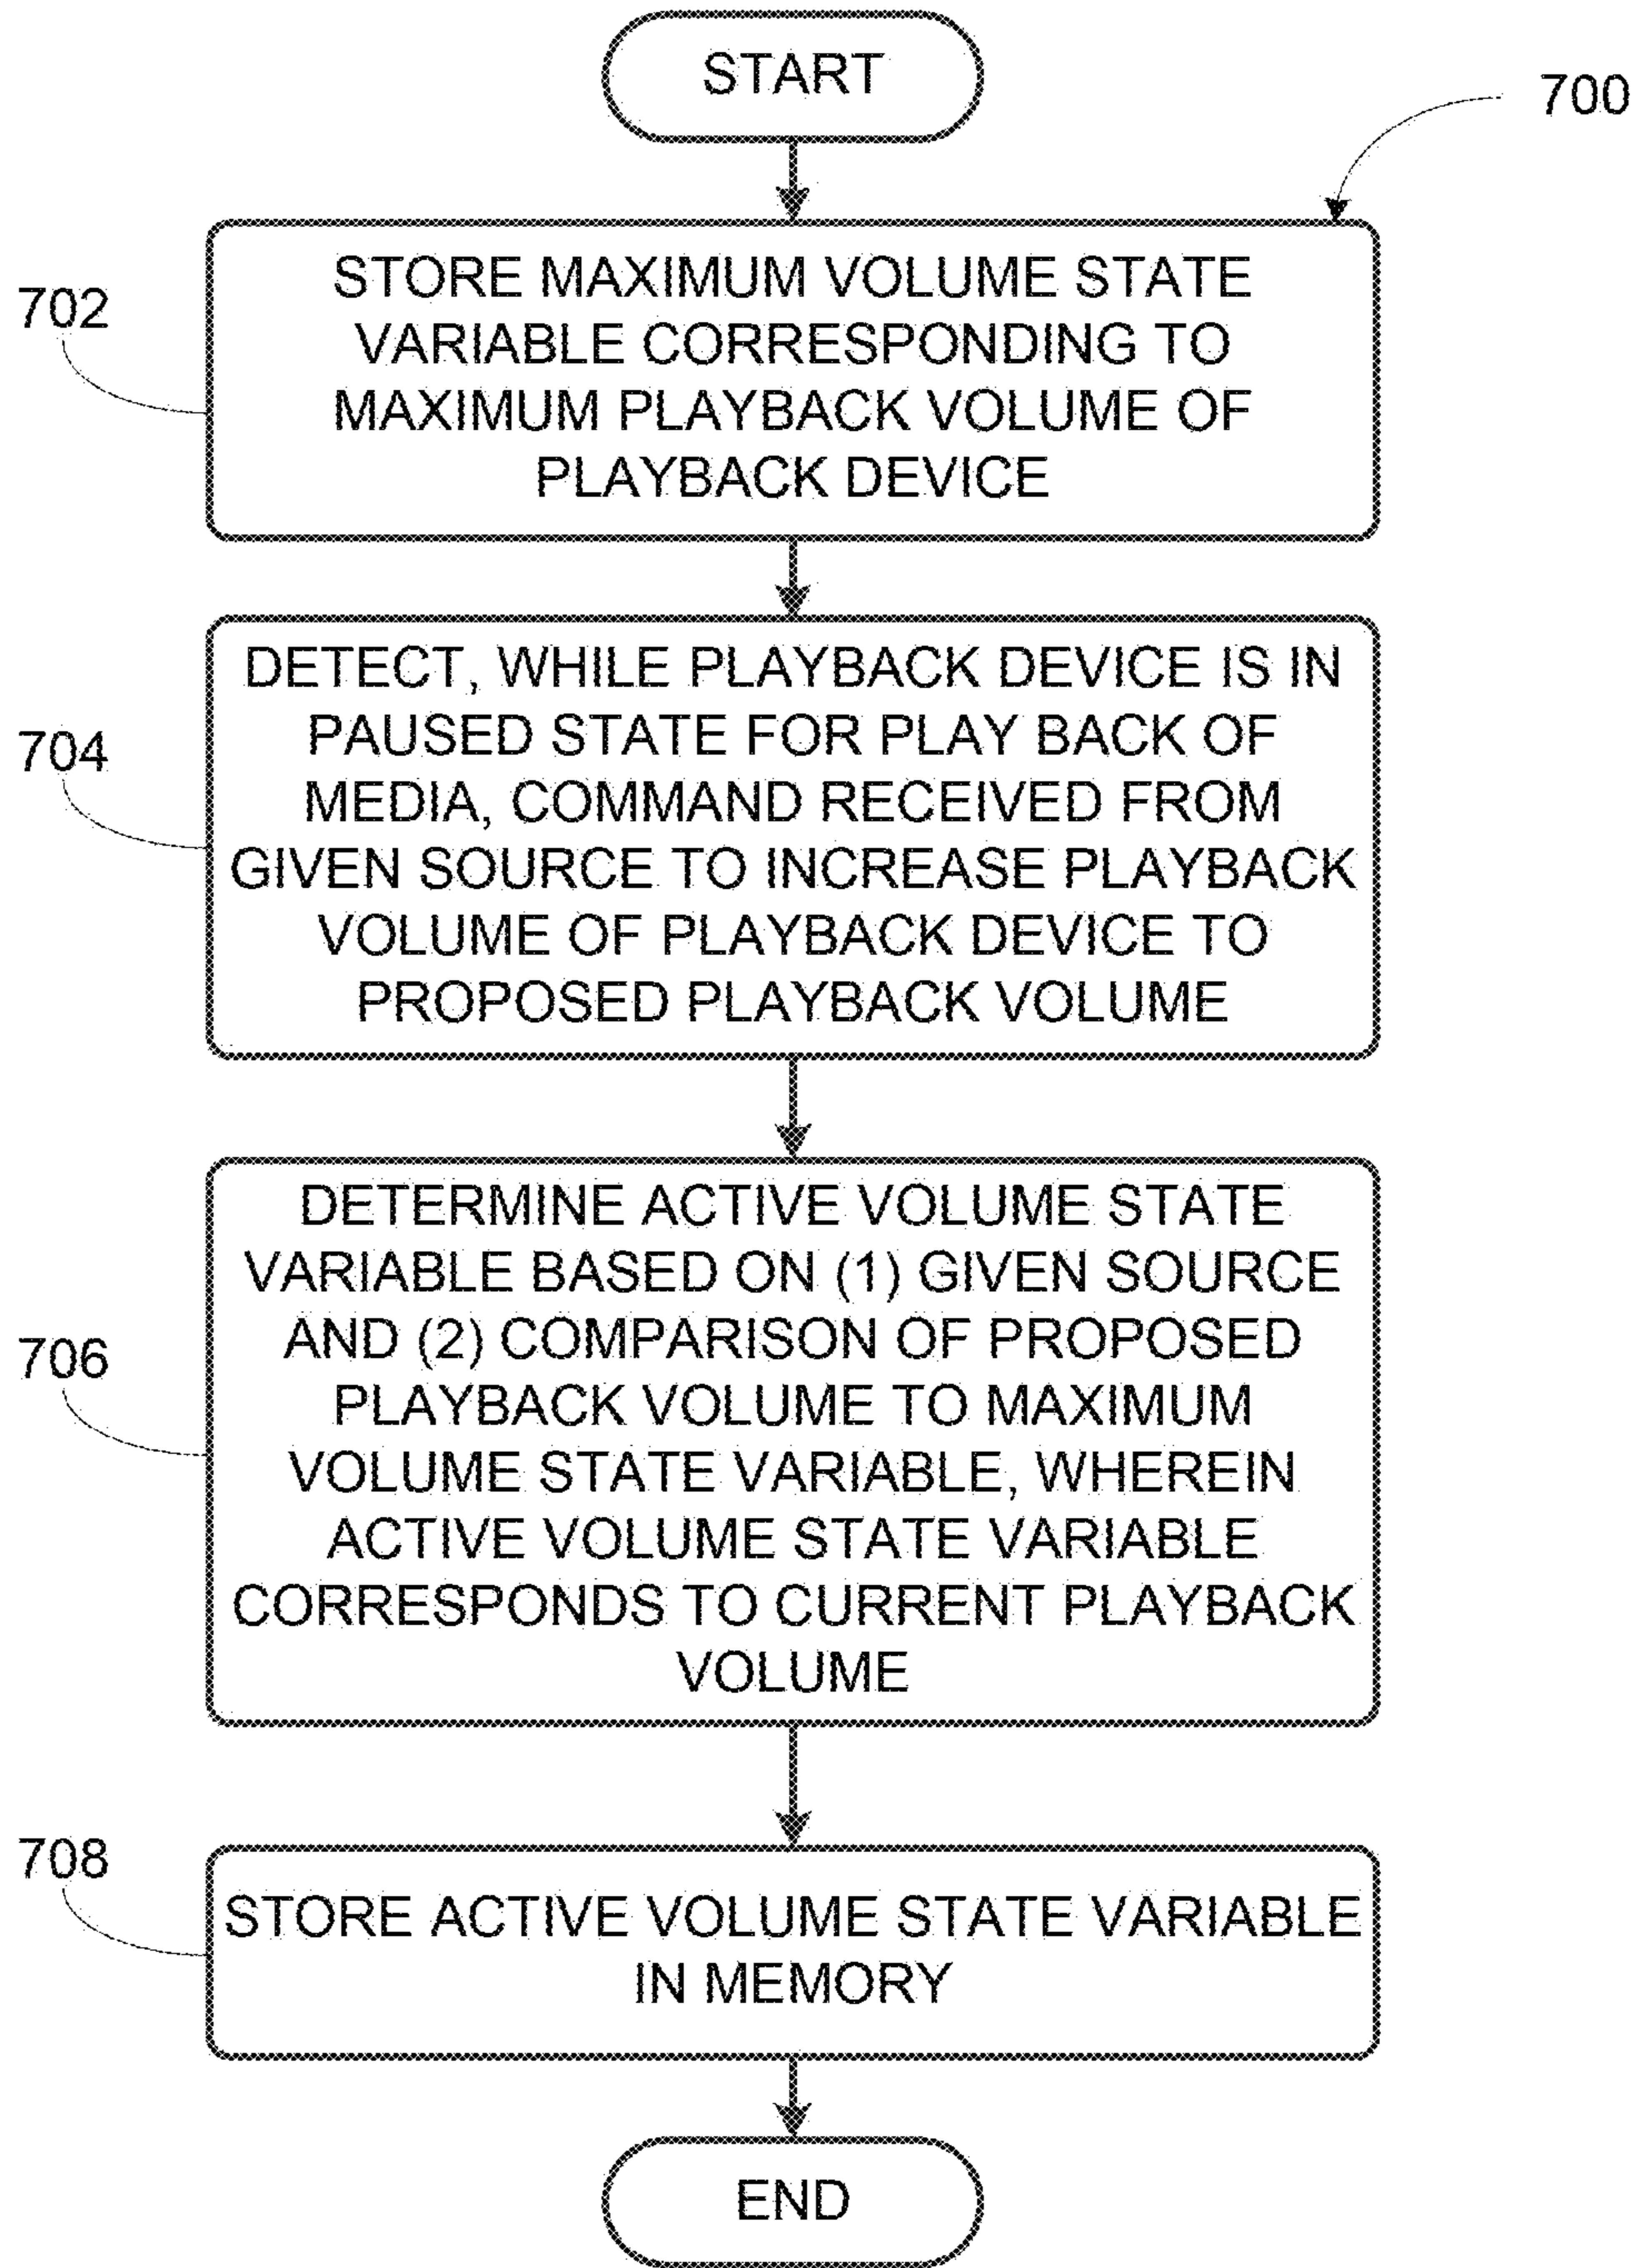 START
700
702
STORE MAXIMUM VOLUME STATE
VARIABLE CORRESPONDING TO
MAXIMUM PLAYBACK VOLUME OF
PLAYBACK DEVICE
704
DETECT, WHILE PLAYBACK DEVICE IS IN
PAUSED STATE FOR PLAY BACK OF
MEDIA, COMMAND RECEIVED FROM
GIVEN SOURCE TO INCREASE PLAYBACK
VOLUME OF PLAYBACK DEVICE TO
PROPOSED PLAYBACK VOLUME
706
DETERMINE ACTIVE VOLUME STATE
VARIABLE BASED ON (1) GIVEN SOURCE
AND (2) COMPARISON OF PROPOSED
PLAYBACK VOLUME TO MAXIMUM
VOLUME STATE VARIABLE, WHEREIN
ACTIVE VOLUME STATE VARIABLE
CORRESPONDS TO CURRENT PLAYBACK
VOLUME
708
STORE ACTIVE VOLUME STATE VARIABLE
IN MEMORY
END